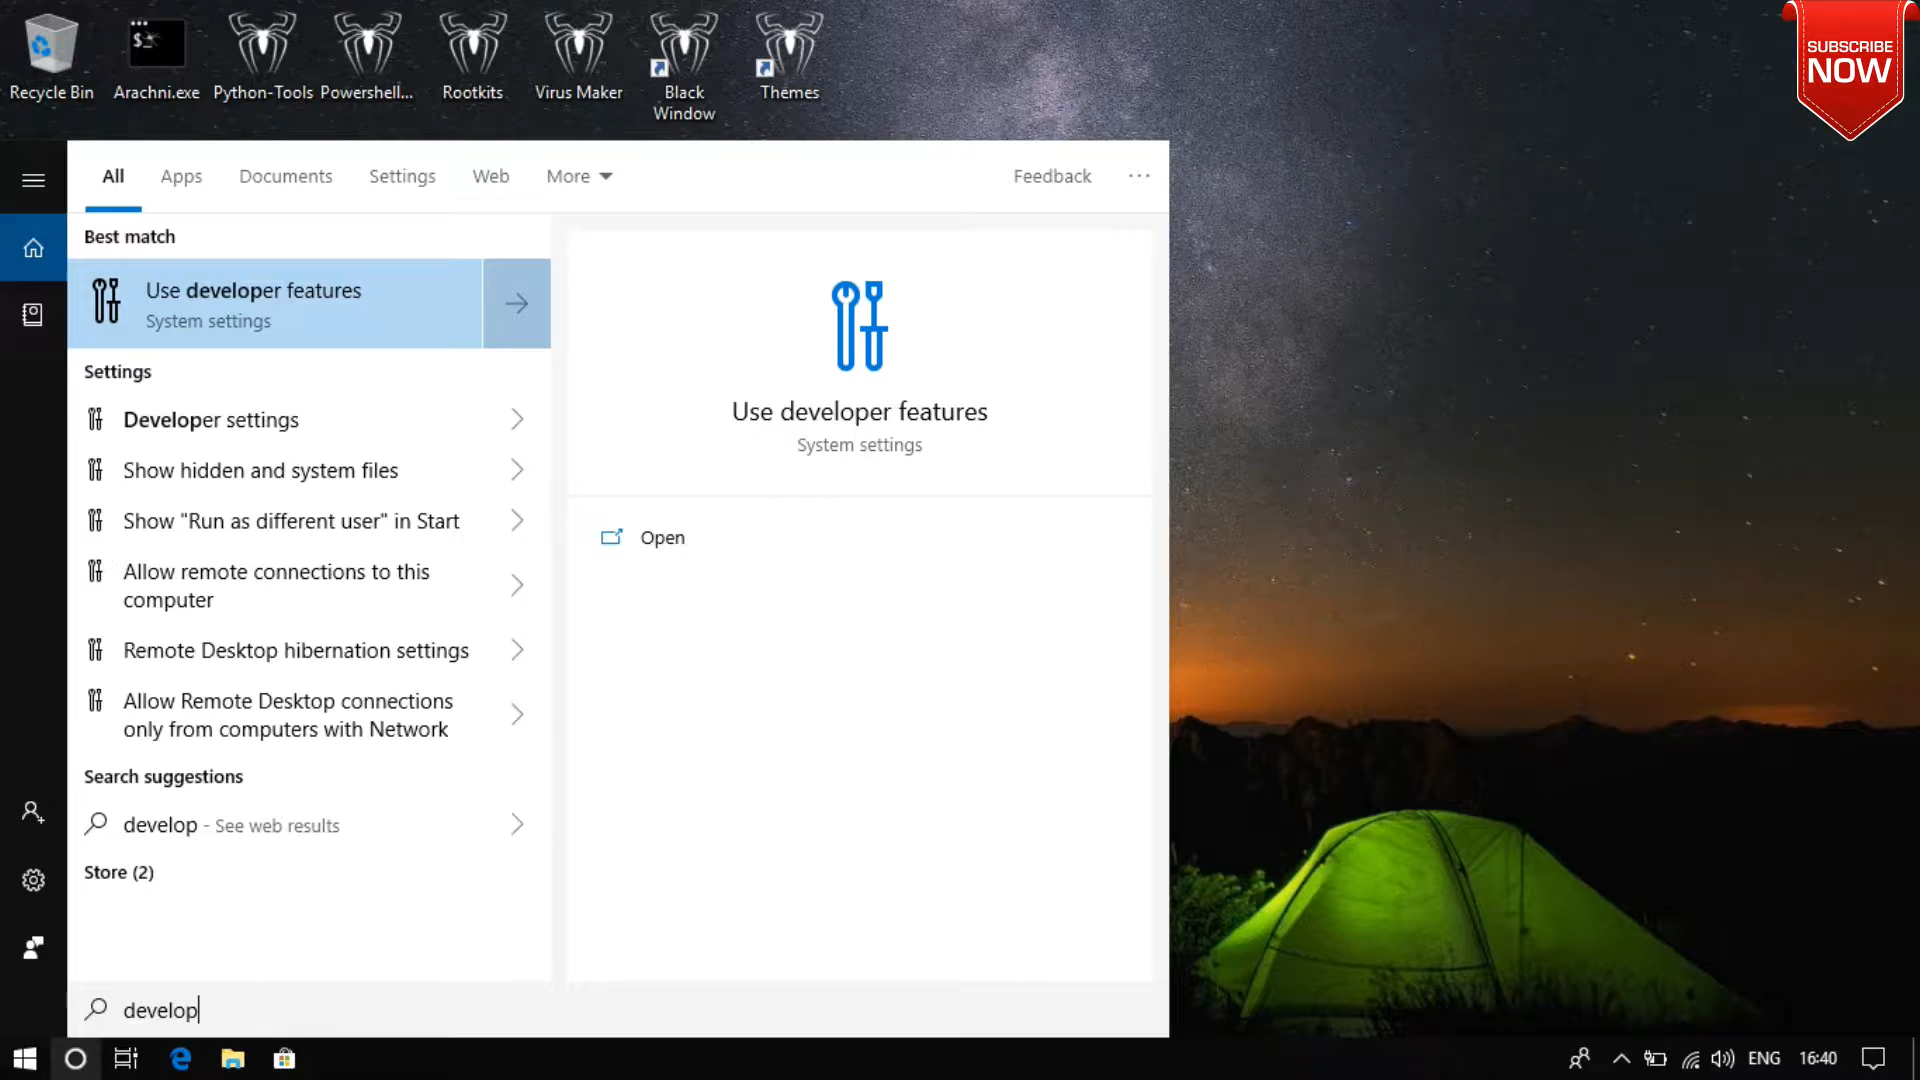 SUBSCRIBE
NOW
Recycle Bin
$_
Arachni.exe
Python-Tools
Powershell...
Rootkits
Virus Maker
Black
Window
Themes
All
Apps
Documents
Settings
Web
More
Feedback
...
Best match
Use developer features
System settings
Settings
Developer settings
Show hidden and system files
Show "Run as different user" in Start
Allow remote connections to this
computer
Remote Desktop hibernation settings
Allow Remote Desktop connections
only from computers with Network
Search suggestions
develop - See web results
Store (2)
Use developer features
System settings
Open
develop
ENG
16:40